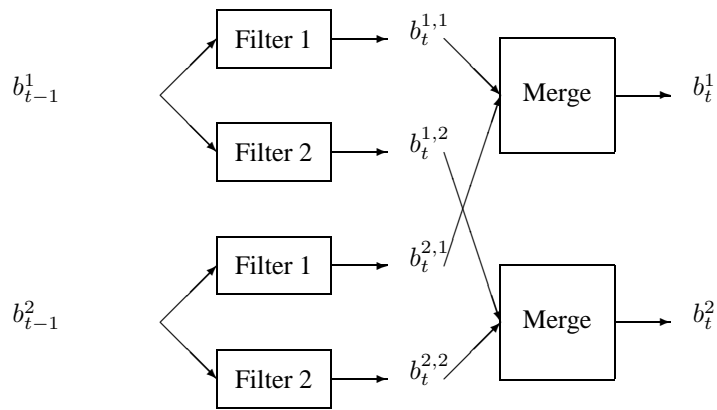 Filter 1 b_t^{1,1}
b_{t-1}^1 Merge b_t^1
Filter 2 b_t^{1,2}
Filter 1 b_t^{2,1}
b_{t-1}^2 Merge b_t^2
Filter 2 b_t^{2,2}